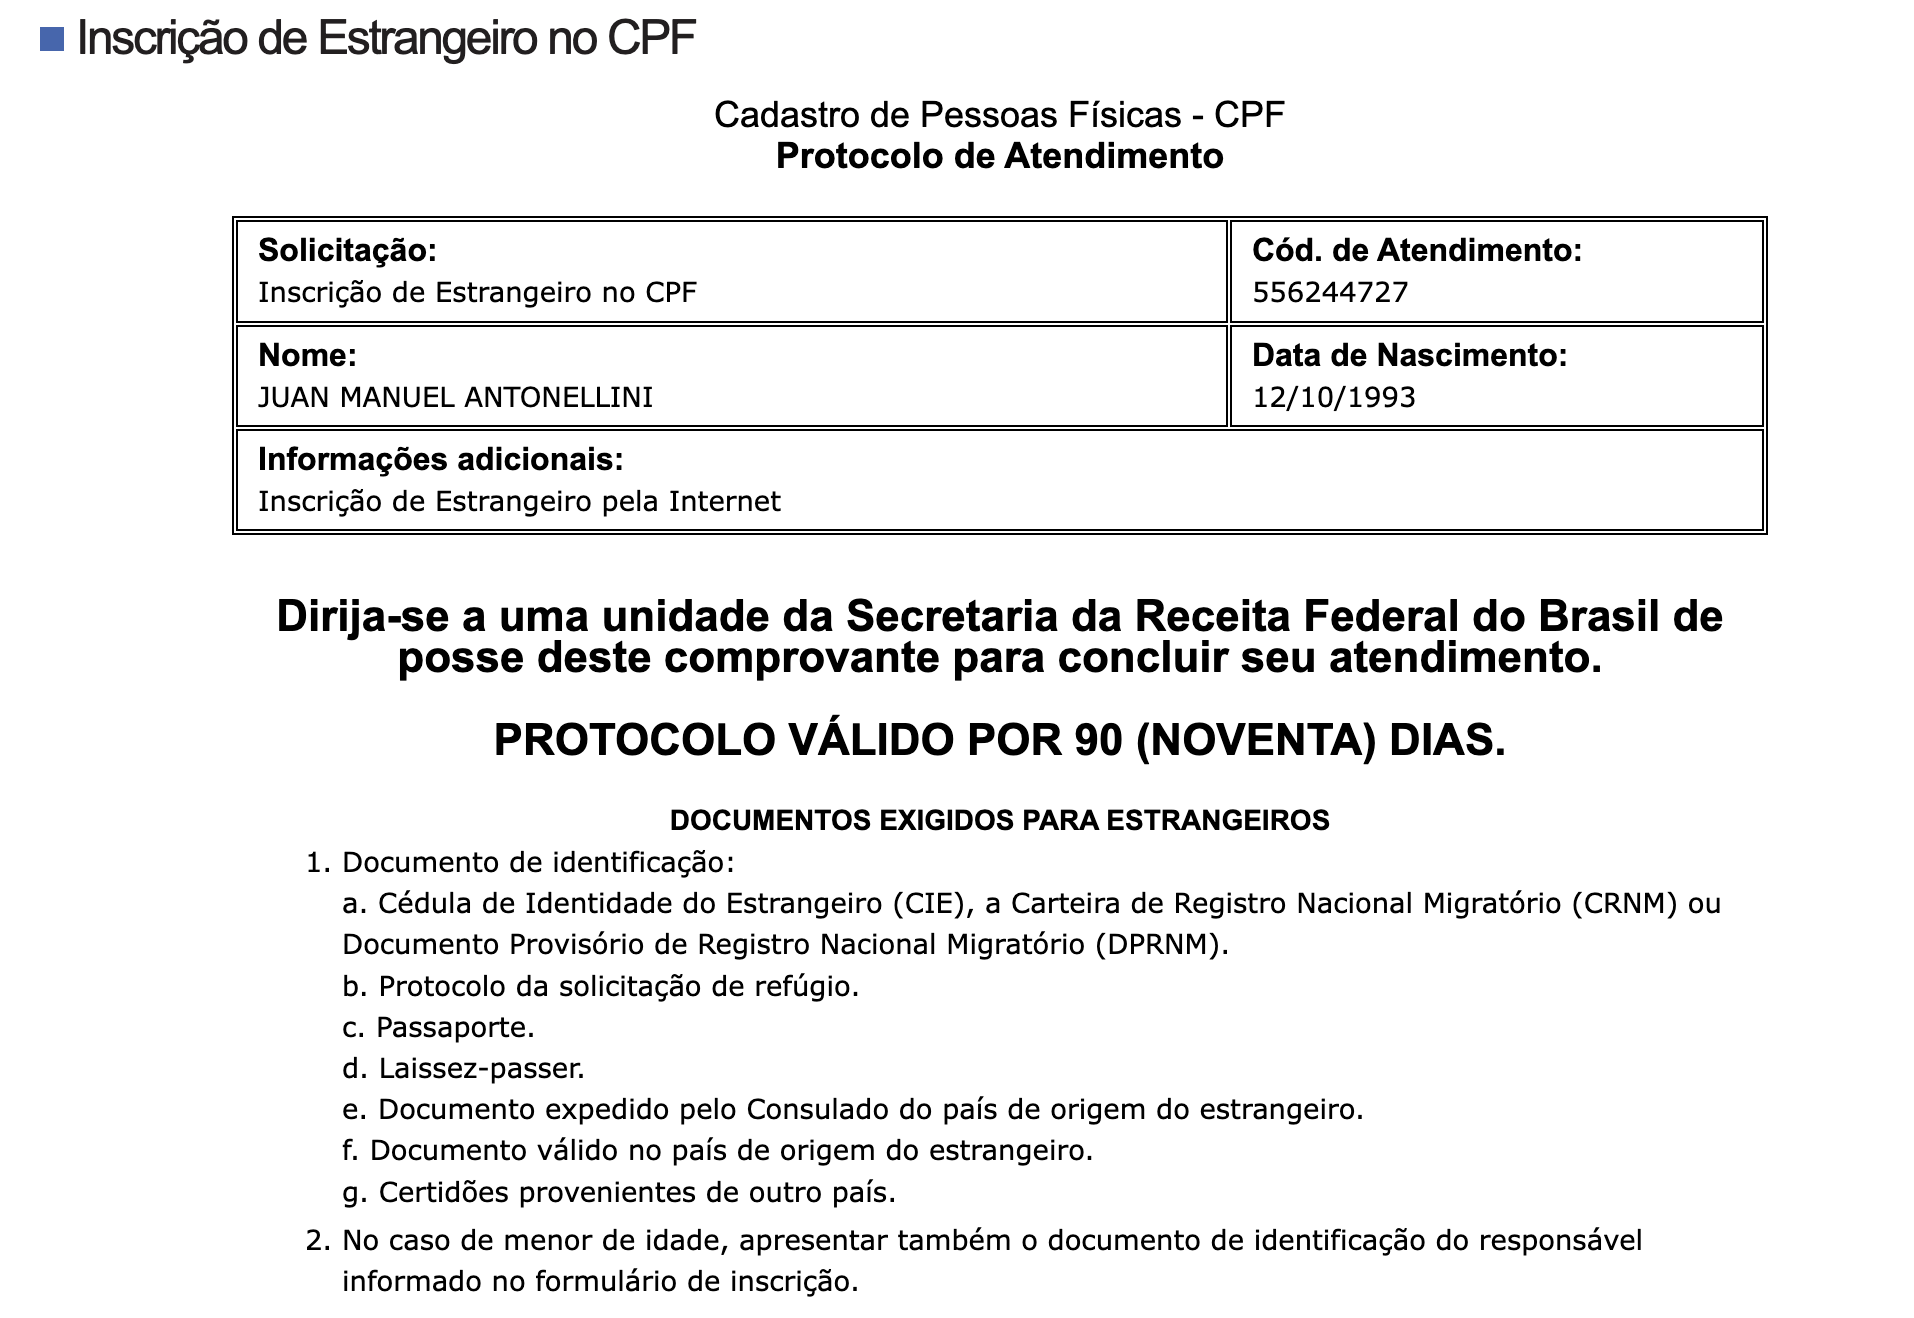 Inscrição de Estrangeiro no CPF
Cadastro de Pessoas Físicas - CPF
Protocolo de Atendimento
Solicitação:
Inscrição de Estrangeiro no CPF
Cód. de Atendimento:
556244727
Nome:
JUAN MANUEL ANTONELLINI
Data de Nascimento:
12/10/1993
Informações adicionais:
Inscrição de Estrangeiro pela Internet
Dirija-se a uma unidade da Secretaria da Receita Federal do Brasil de
posse deste comprovante para concluir seu atendimento.
PROTOCOLO VÁLIDO POR 90 (NOVENTA) DIAS.
DOCUMENTOS EXIGIDOS PARA ESTRANGEIROS
1. Documento de identificação:
a. Cédula de Identidade do Estrangeiro (CIE), a Carteira de Registro Nacional Migratório (CRNM) ou
Documento Provisório de Registro Nacional Migratório (DPRNM).
b. Protocolo da solicitação de refúgio.
c. Passaporte.
d. Laissez-passer.
e. Documento expedido pelo Consulado do país de origem do estrangeiro.
f. Documento válido no país de origem do estrangeiro.
g. Certidões provenientes de outro país.
2. No caso de menor de idade, apresentar também o documento de identificação do responsável
informado no formulário de inscrição.